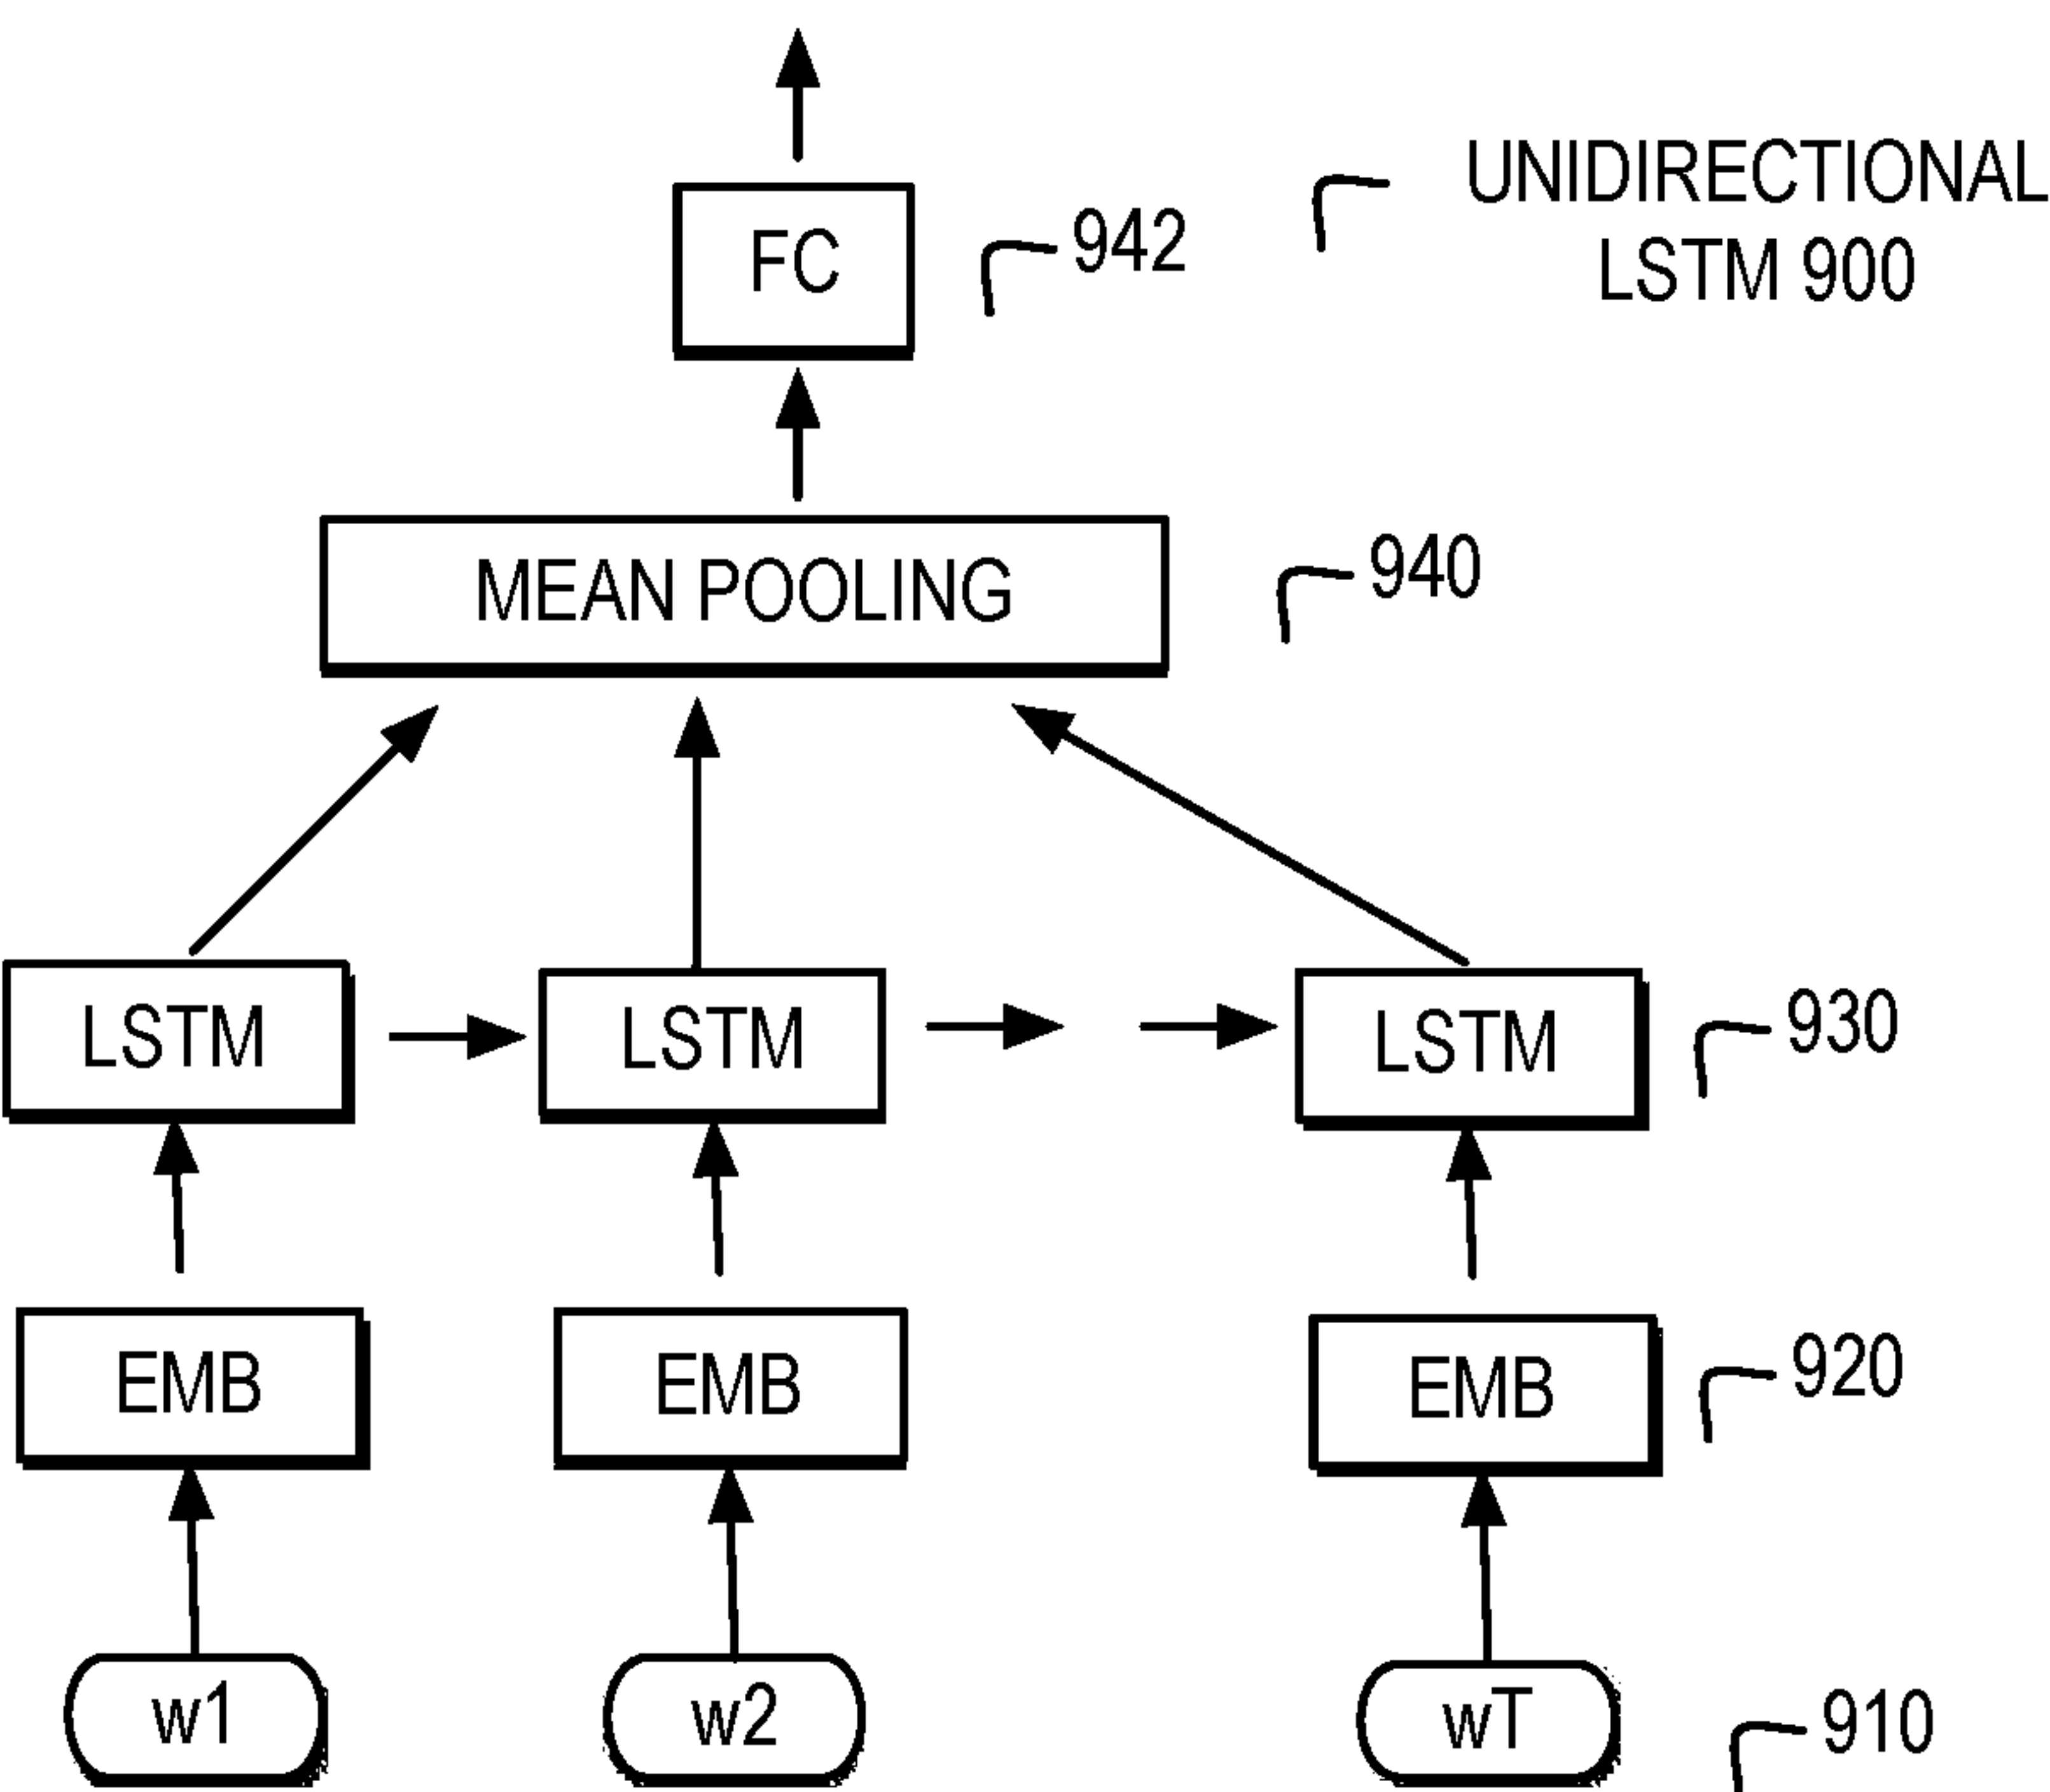 UNIDIRECTIONAL
LSTM 900
FC
942
MEAN POOLING
940
LSTM
LSTM
LSTM
930
EMB
EMB
EMB
920
w1
w2
wT
910